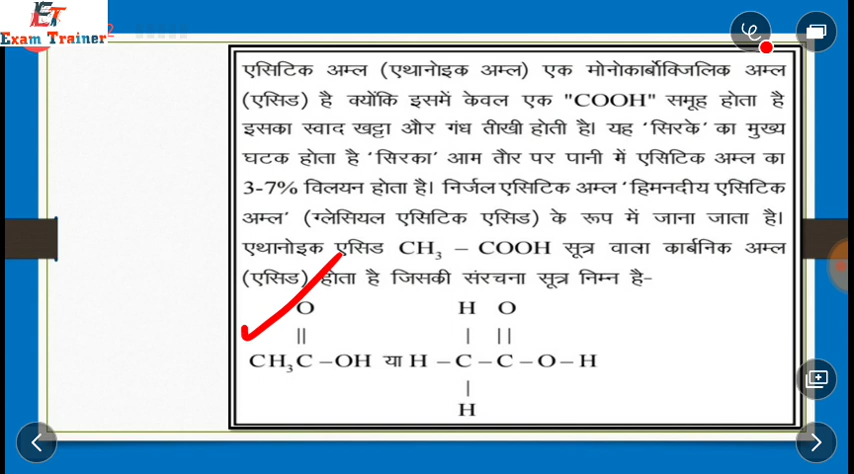 ET
Exam Trainer
2
एसिटिक अम्ल (एथानोइक अम्ल) एक मोनोकार्बोक्जिलिक अम्ल
(एसिड) है क्योंकि इसमें केवल एक "COOH" समूह होता है
इसका स्वाद खट्टा और गंध तीखी होती है। यह 'सिरके' का मुख्य
घटक होता है 'सिरका' आम तौर पर पानी में एसिटिक अम्ल का
3-7% विलयन होता है। निर्जल एसिटिक अम्ल 'हिमनदीय एसिटिक
अम्ल' (ग्लेसियल एसिटिक एसिड) के रूप में जाना जाता है।
एथानोइक एसिड CH₃ – COOH सूत्र वाला कार्बनिक अम्ल
(एसिड) होता है जिसकी संरचना सूत्र निम्न है-
O H O
|| | ||
CH₃C –OH या H –C –C –O– H
|
H